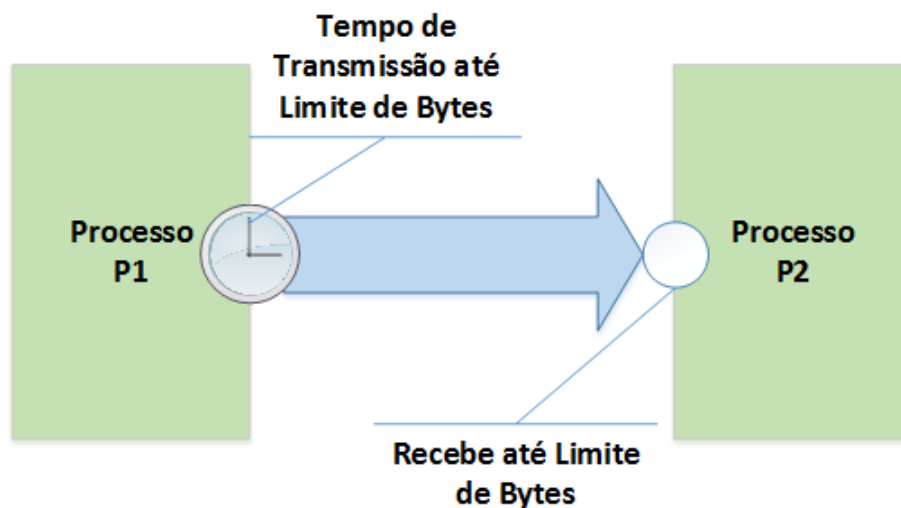 Tempo de
Transmissão até
Limite de Bytes
Processo
P1
Processo
P2
Recebe até Limite
de Bytes